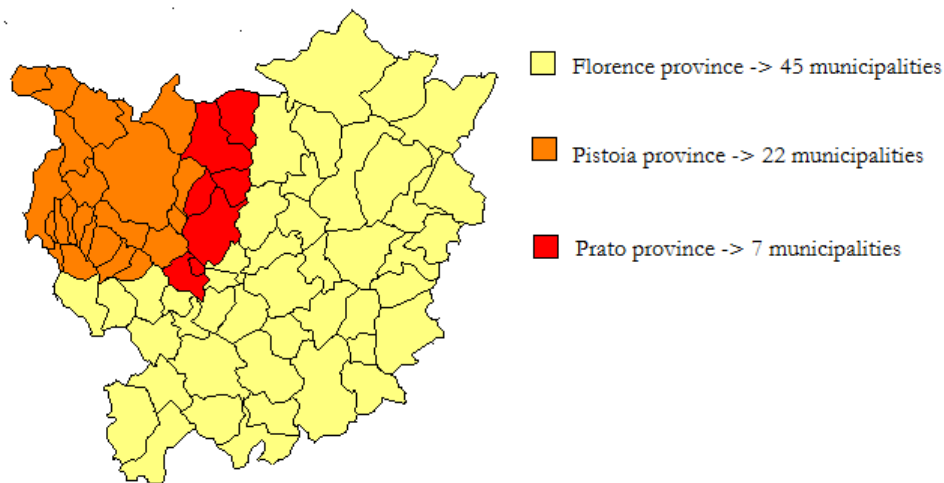 Florence province -> 45 municipalities
Pistoia province -> 22 municipalities
Prato province -> 7 municipalities